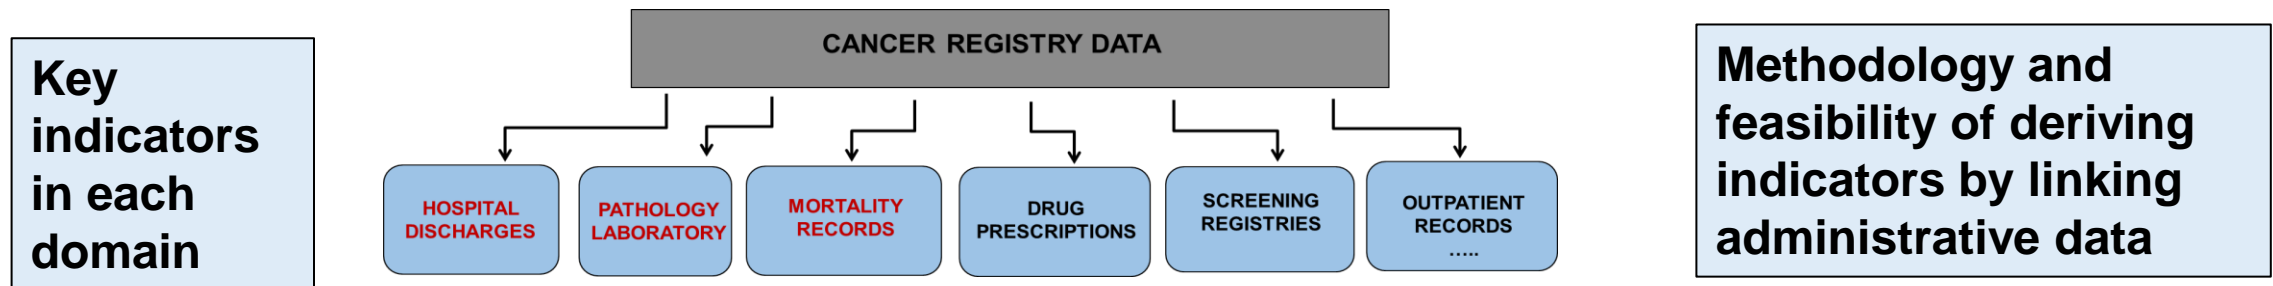 Key
indicators
in each
domain
CANCER REGISTRY DATA
HOSPITAL
DISCHARGES
PATHOLOGY
LABORATORY
MORTALITY
RECORDS
DRUG
PRESCRIPTIONS
SCREENING
REGISTRIES
OUTPATIENT
RECORDS
.....
Methodology and
feasibility of deriving
indicators by linking
administrative data